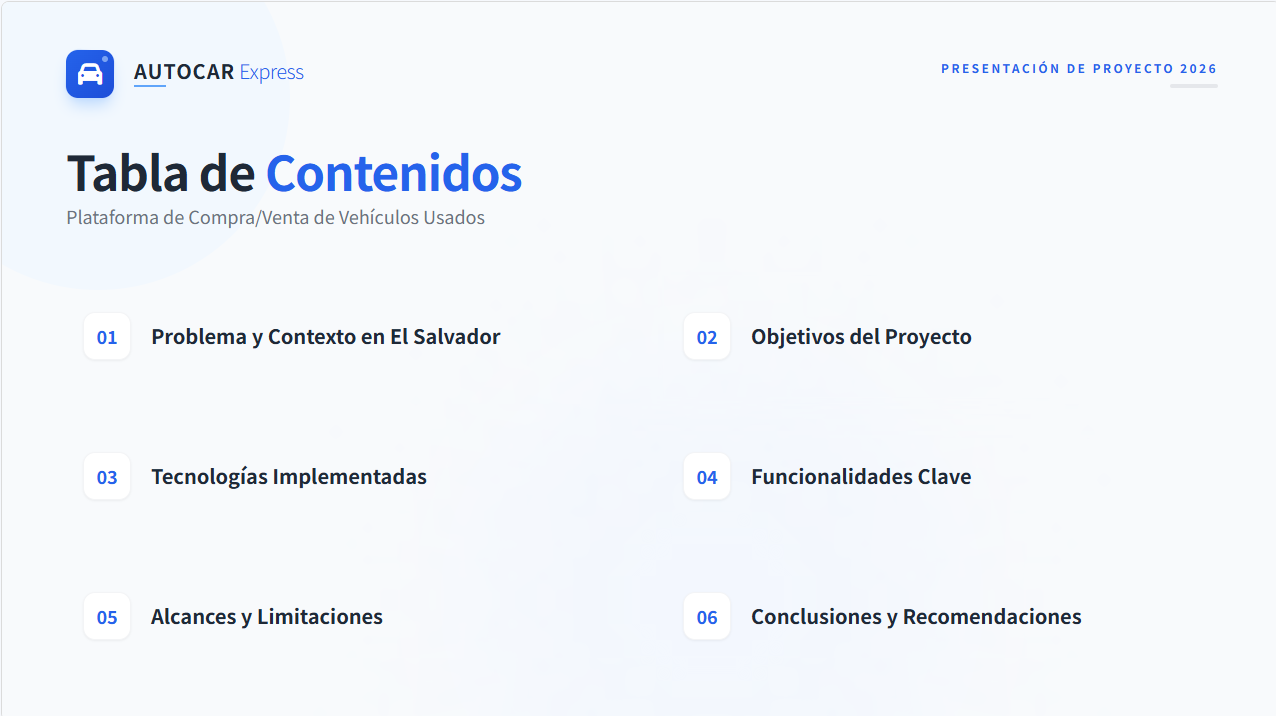 AUTOCAR Express
PRESENTACIÓN DE PROYECTO 2026
Tabla de Contenidos
Plataforma de Compra/Venta de Vehículos Usados
01 Problema y Contexto en El Salvador
02 Objetivos del Proyecto
03 Tecnologías Implementadas
04 Funcionalidades Clave
05 Alcances y Limitaciones
06 Conclusiones y Recomendaciones